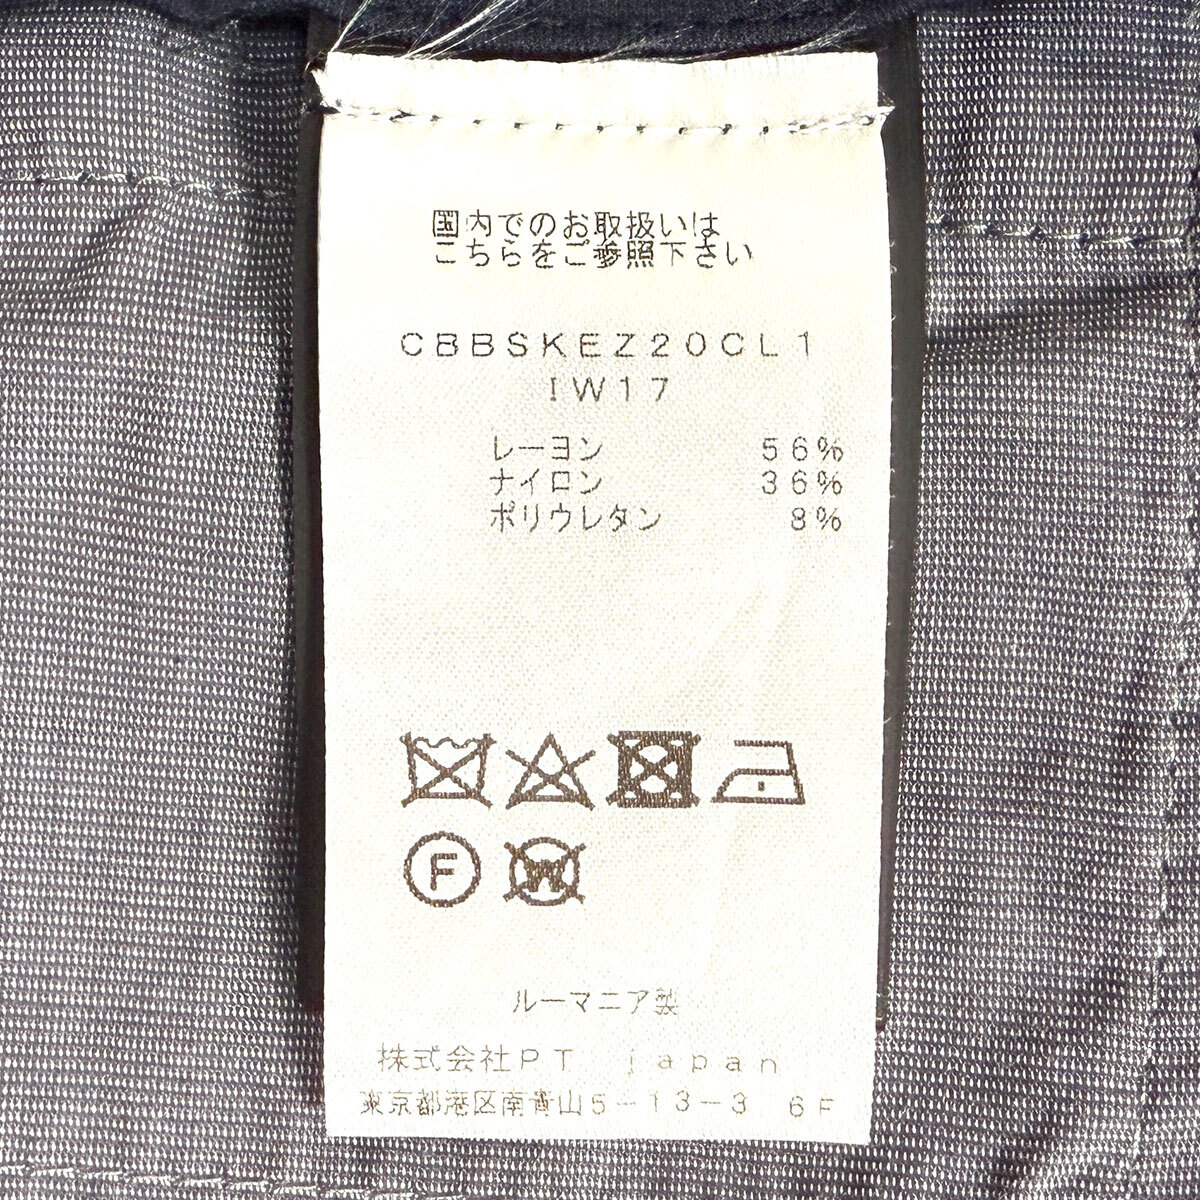 国内でのお取扱いは
こちらをご参照下さい
CBBSKEZ20CL1
IW17
レーヨン 56%
ナイロン 36%
ポリウレタン 8%
F
W
ルーマニア製
株式会社PT japan
東京都港区南青山5-13-3 6F